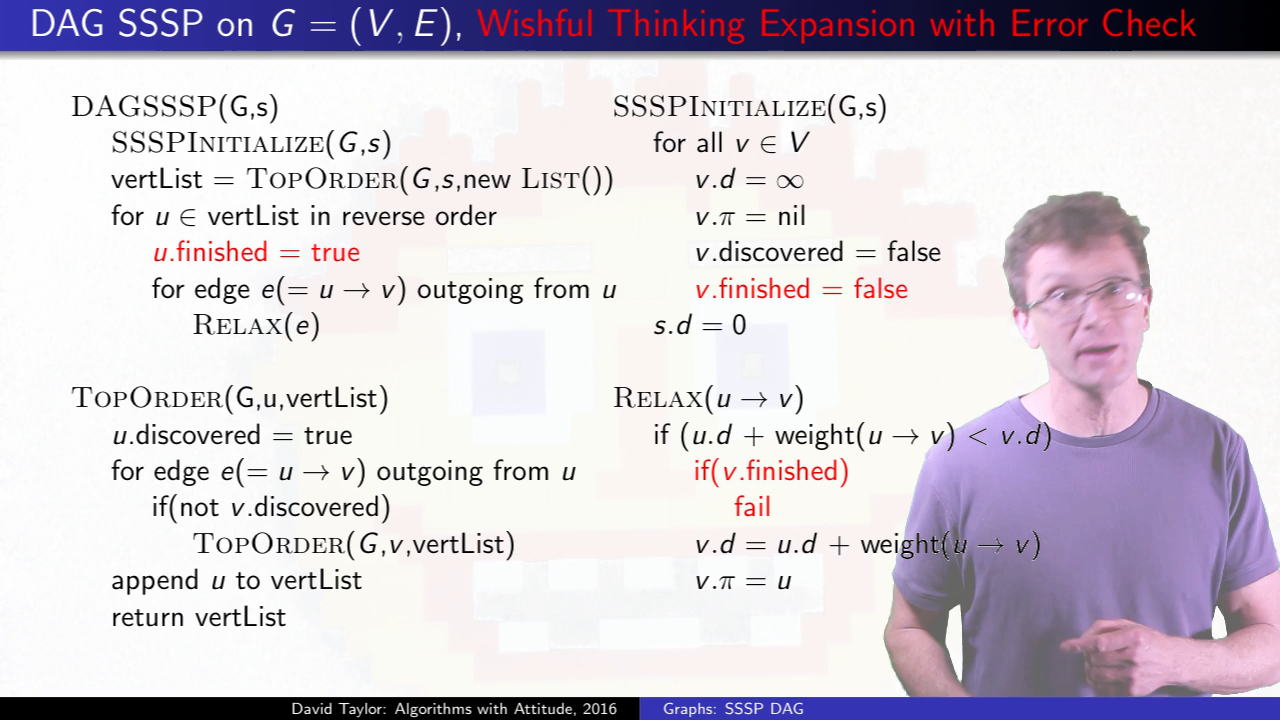 DAG SSSP on G = (V, E), Wishful Thinking Expansion with Error Check
DAGSSSP(G,s)
SSSPInitialize(G,s)
vertList = TopOrder(G,s,new List())
for u ∈ vertList in reverse order
u.finished = true
for edge e(= u → v) outgoing from u
Relax(e)
TopOrder(G,u,vertList)
u.discovered = true
for edge e(= u → v) outgoing from u
if(not v.discovered)
TopOrder(G,v,vertList)
append u to vertList
return vertList
SSSPInitialize(G,s)
for all v ∈ V
v.d = ∞
v.π = nil
v.discovered = false
v.finished = false
s.d = 0
Relax(u → v)
if (u.d + weight(u → v) < v.d)
if(v.finished)
fail
v.d = u.d + weight(u → v)
v.π = u
David Taylor: Algorithms with Attitude, 2016
Graphs: SSSP DAG